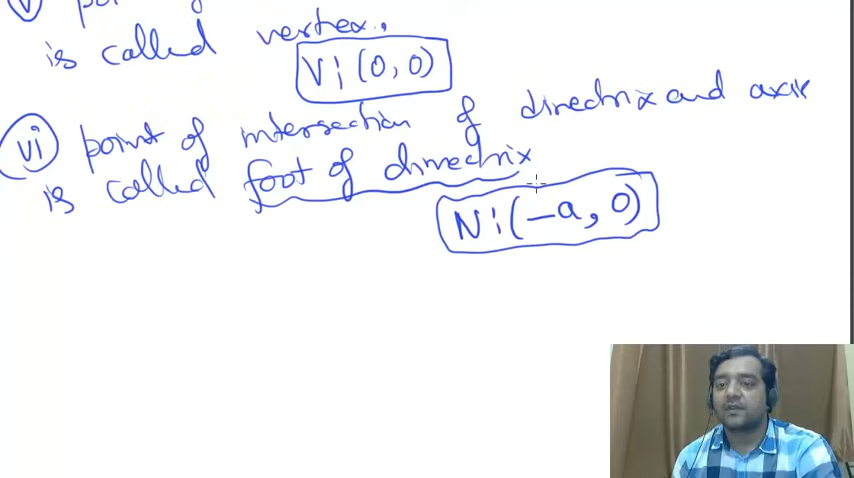 is called vertex.
V:(0,0)
vi point of intersection of directrix and axis
is called foot of directrix
N:(-a, 0)